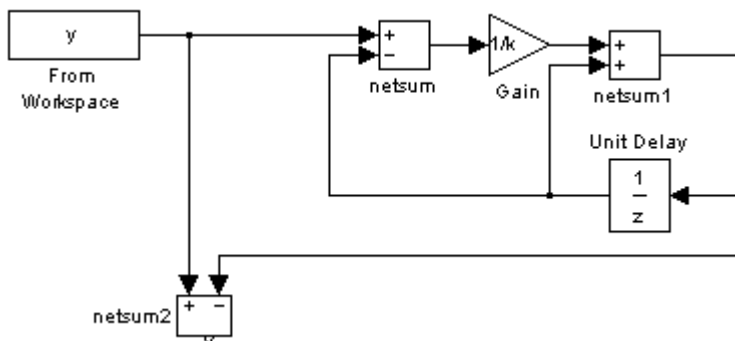 y
From
Workspace
+
−
netsum
1/k
Gain
+
+
netsum1
Unit Delay
1
z
netsum2
+ −